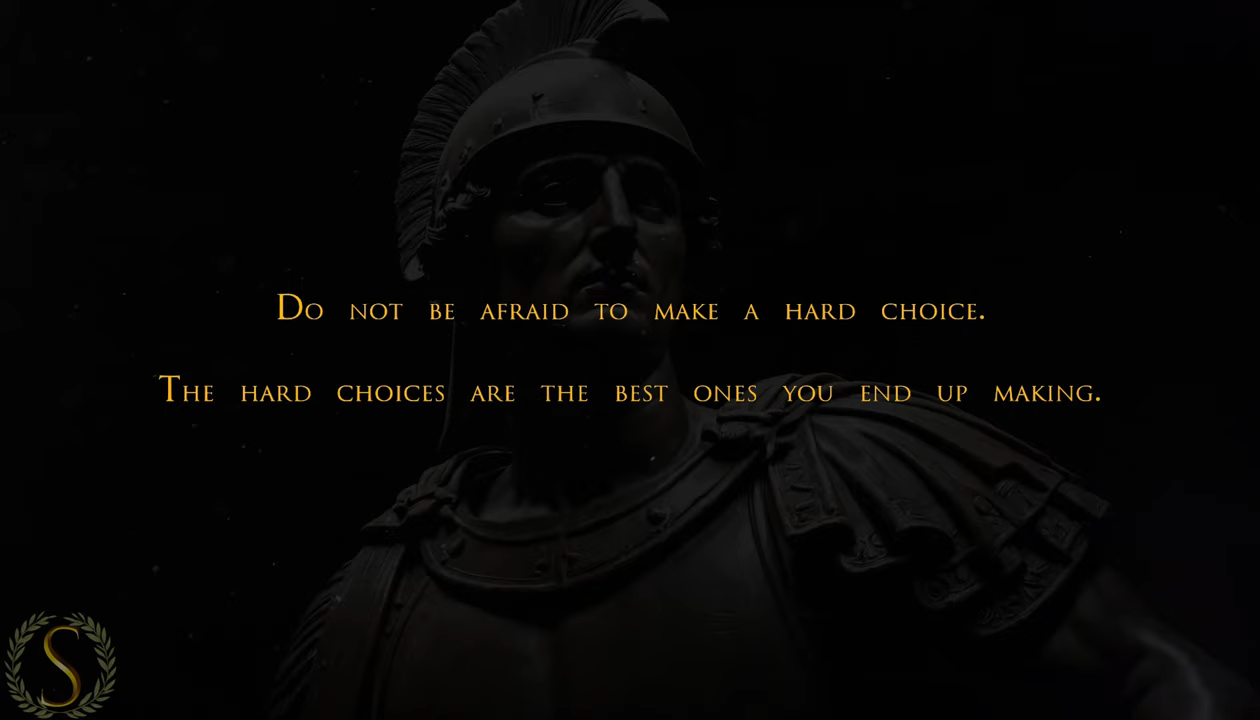 Do not be afraid to make a hard choice.
The hard choices are the best ones you end up making.
S